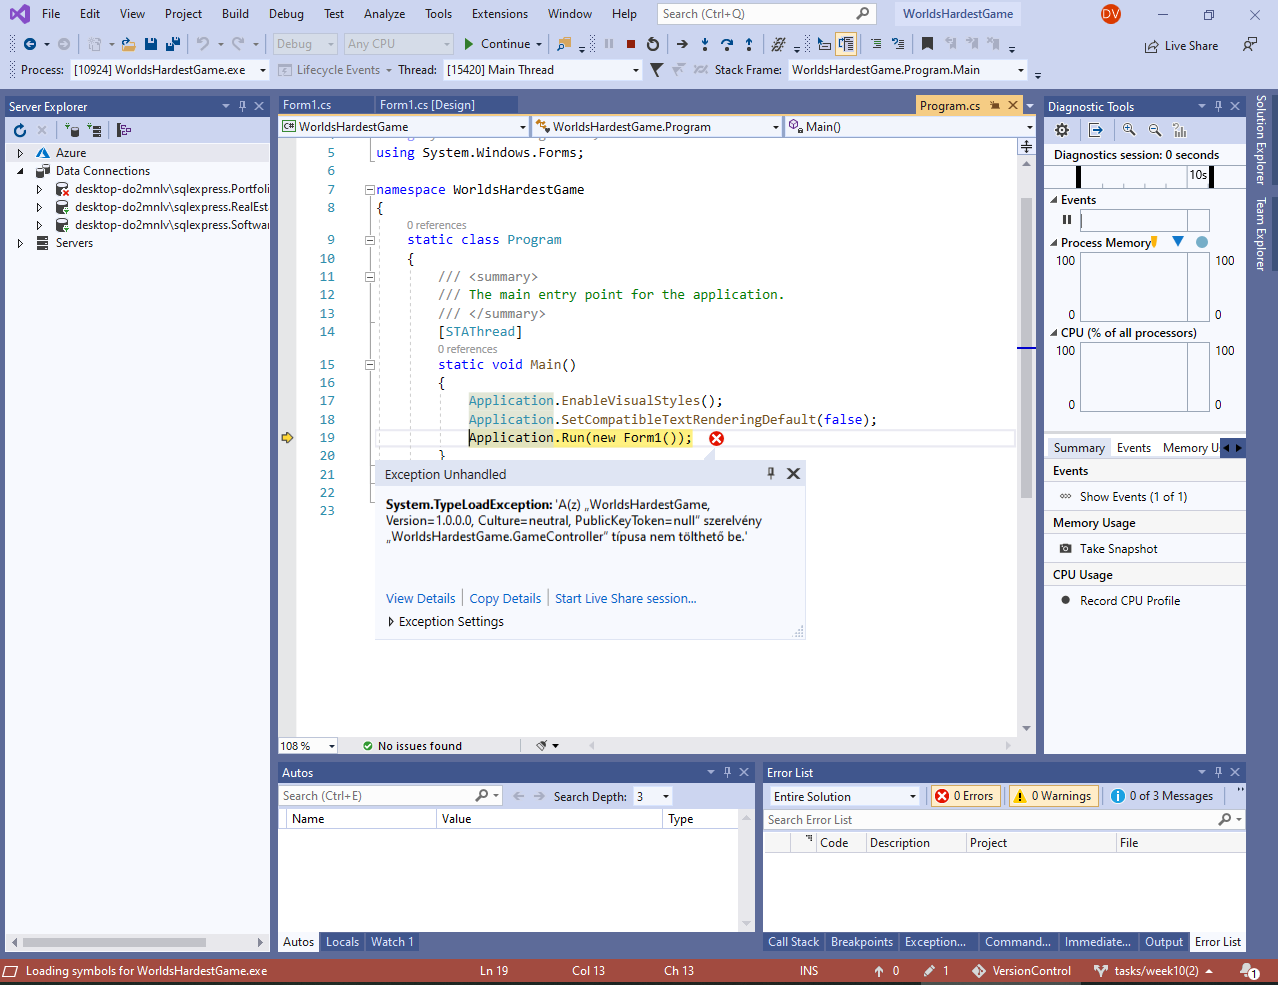 File Edit View Project Build Debug Test Analyze Tools Extensions Window Help Search (Ctrl+Q) WorldsHardestGame DV
Debug Any CPU Continue Live Share
Process: [10924] WorldsHardestGame.exe Lifecycle Events Thread: [15420] Main Thread Stack Frame: WorldsHardestGame.Program.Main
Server Explorer
Azure
Data Connections
desktop-do2mnlv\sqlexpress.Portfoli
desktop-do2mnlv\sqlexpress.RealEst
desktop-do2mnlv\sqlexpress.Softwar
Servers
Form1.cs Form1.cs [Design] Program.cs
WorldsHardestGame WorldsHardestGame.Program Main()
5 using System.Windows.Forms;
6
7 namespace WorldsHardestGame
8 {
0 references
9 static class Program
10 {
11 /// <summary>
12 /// The main entry point for the application.
13 /// </summary>
14 [STAThread]
0 references
15 static void Main()
16 {
17 Application.EnableVisualStyles();
18 Application.SetCompatibleTextRenderingDefault(false);
19 Application.Run(new Form1());
20 }
21
22
23
Exception Unhandled
System.TypeLoadException: 'A(z) „WorldsHardestGame,
Version=1.0.0.0, Culture=neutral, PublicKeyToken=null” szerelvény
„WorldsHardestGame.GameController” típusa nem tölthető be.'
View Details Copy Details Start Live Share session...
Exception Settings
108 % No issues found
Diagnostic Tools
Diagnostics session: 0 seconds
10s
Events
Process Memory
100 100
0 0
CPU (% of all processors)
100 100
0 0
Summary Events Memory U
Events
Show Events (1 of 1)
Memory Usage
Take Snapshot
CPU Usage
Record CPU Profile
Solution Explorer
Team Explorer
Autos
Search (Ctrl+E) Search Depth: 3
Name Value Type
Autos Locals Watch 1
Error List
Entire Solution 0 Errors 0 Warnings 0 of 3 Messages
Search Error List
Code Description Project File
Call Stack Breakpoints Exception... Command... Immediate... Output Error List
Loading symbols for WorldsHardestGame.exe Ln 19 Col 13 Ch 13 INS 0 1 VersionControl tasks/week10(2) 1